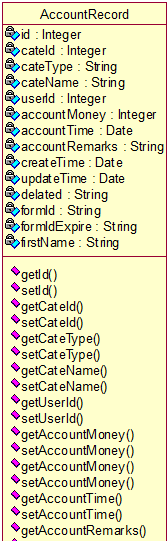 AccountRecord
id : Integer
cateId : Integer
cateType : String
cateName : String
userId : Integer
accountMoney : Integer
accountTime : Date
accountRemarks : String
createTime : Date
updateTime : Date
delated : String
formId : String
formIdExpire : String
firstName : String
getId()
setId()
getCateId()
setCateId()
getCateType()
setCateType()
getCateName()
setCateName()
getUserId()
setUserId()
getAccountMoney()
setAccountMoney()
getAccountMoney()
setAccountMoney()
getAccountTime()
setAccountTime()
getAccountRemarks()